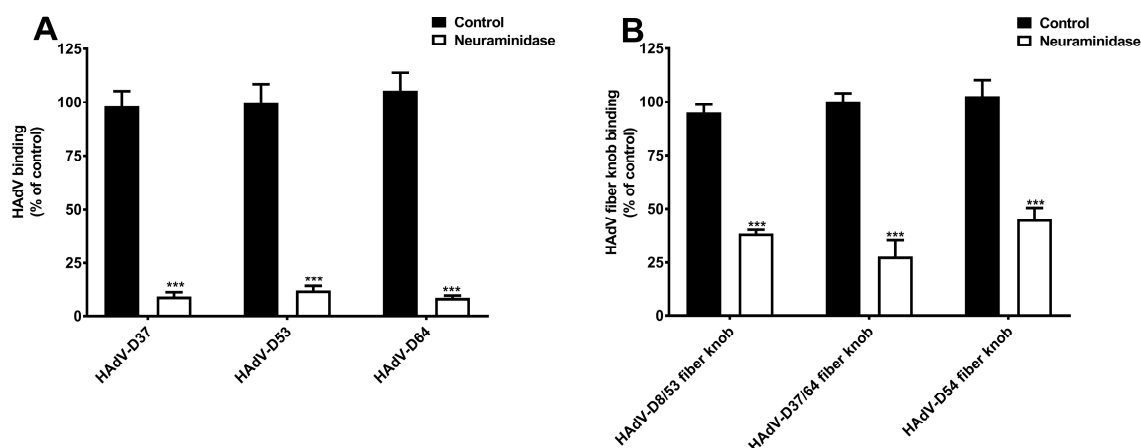 A
Control
Neuraminidase
HAdV binding
(% of control)
125
100
75
50
25
0
***
***
***
HAdV-D37
HAdV-D53
HAdV-D64
B
Control
Neuraminidase
HAdV fiber knob binding
(% of control)
125
100
75
50
25
0
***
***
***
HAdV-D8/53 fiber knob
HAdV-D37/64 fiber knob
HAdV-D54 fiber knob